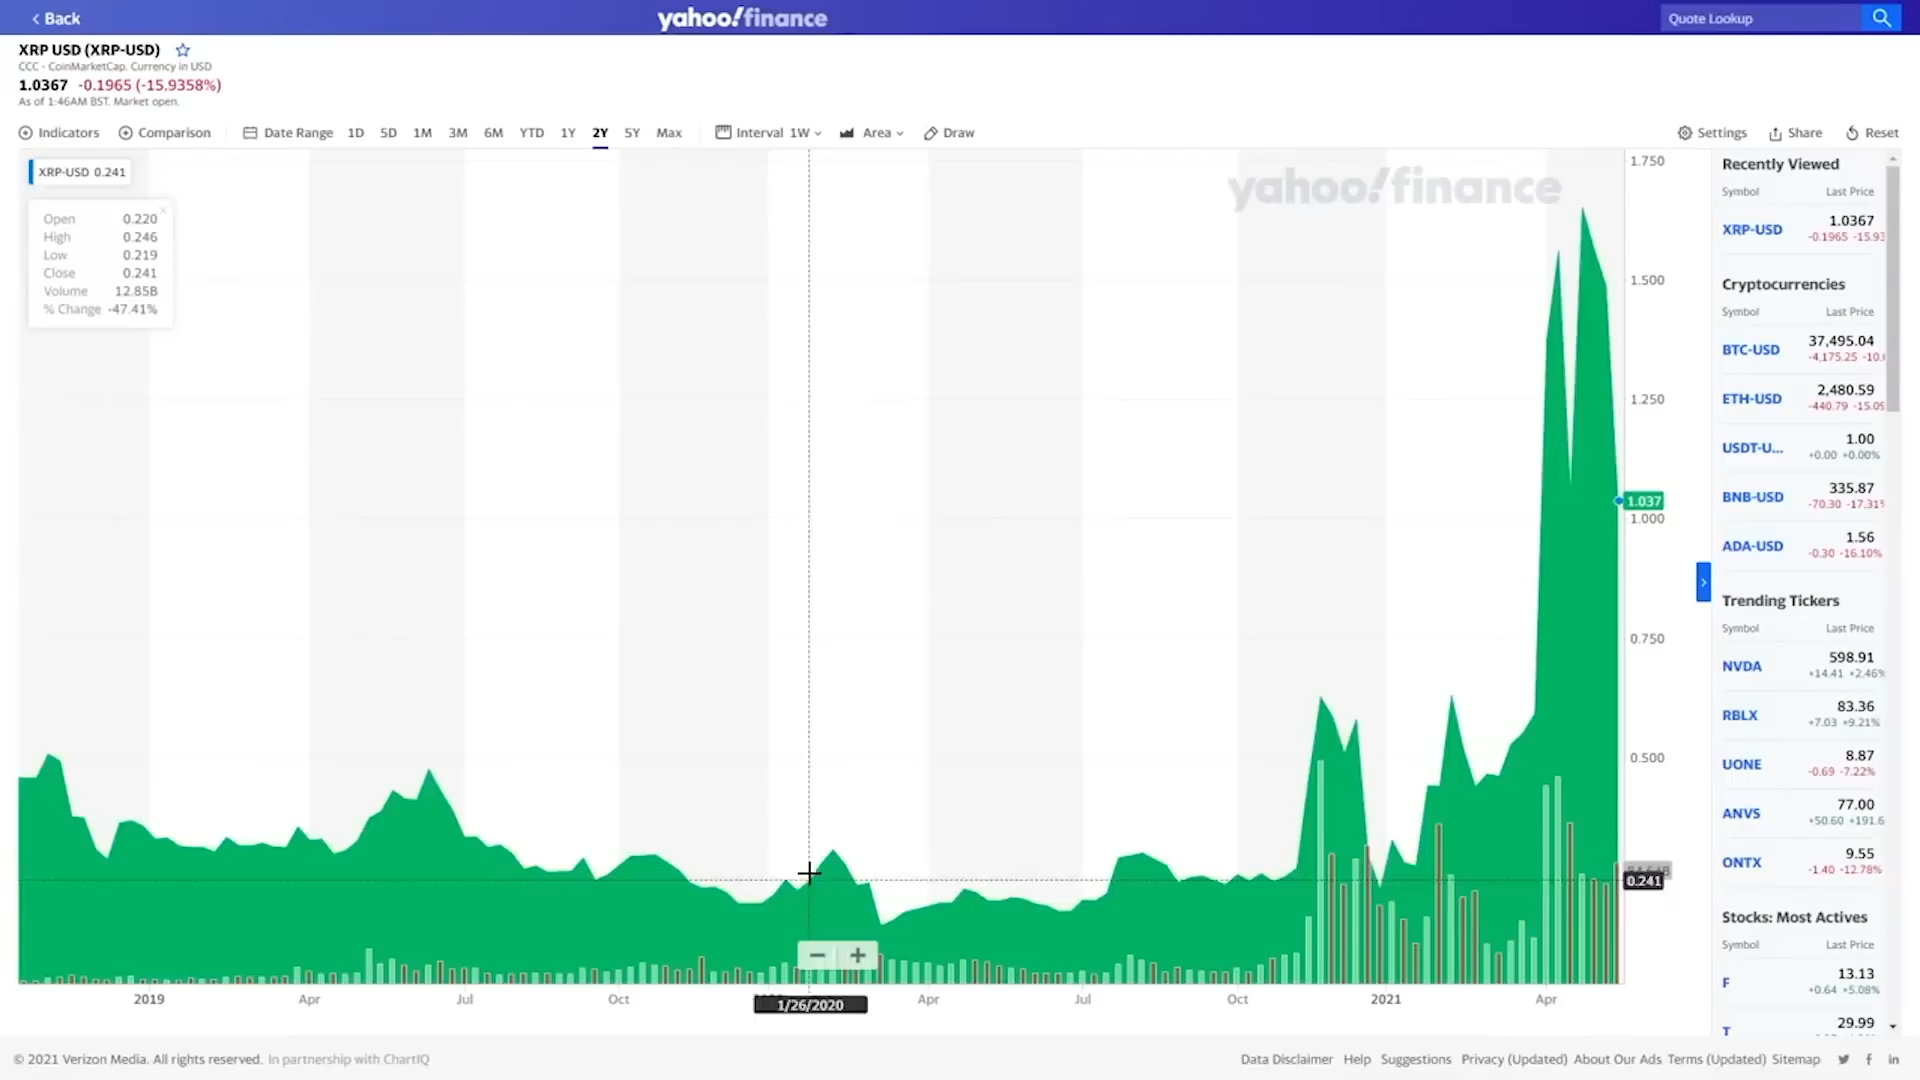 Back
yahoo!finance
Quote Lookup
XRP USD (XRP-USD)
CCC - CoinMarketCap. Currency in USD
1.0367 -0.1965 (-15.9358%)
As of 1:46AM BST. Market open.
Indicators Comparison Date Range 1D 5D 1M 3M 6M YTD 1Y 2Y 5Y Max Interval 1W Area Draw Settings Share Reset
XRP-USD 0.241
Open 0.220
High 0.246
Low 0.219
Close 0.241
Volume 12.85B
% Change -47.41%
yahoo!finance
1.750
1.500
1.250
1.037
1.000
0.750
0.500
0.241
2019 Apr Jul Oct 1/26/2020 Apr Jul Oct 2021 Apr
Recently Viewed
Symbol Last Price
XRP-USD 1.0367
-0.1965 -15.93
Cryptocurrencies
Symbol Last Price
BTC-USD 37,495.04
-4,175.25 -10.
ETH-USD 2,480.59
-440.79 -15.09
USDT-U... 1.00
+0.00 +0.00%
BNB-USD 335.87
-70.30 -17.31%
ADA-USD 1.56
-0.30 -16.10%
Trending Tickers
Symbol Last Price
NVDA 598.91
+14.41 +2.46%
RBLX 83.36
+7.03 +9.21%
UONE 8.87
-0.69 -7.22%
ANVS 77.00
+50.60 +191.6
ONTX 9.55
-1.40 -12.78%
Stocks: Most Actives
Symbol Last Price
F 13.13
+0.64 +5.08%
T 29.99
© 2021 Verizon Media. All rights reserved. In partnership with ChartIQ
Data Disclaimer Help Suggestions Privacy (Updated) About Our Ads Terms (Updated) Sitemap